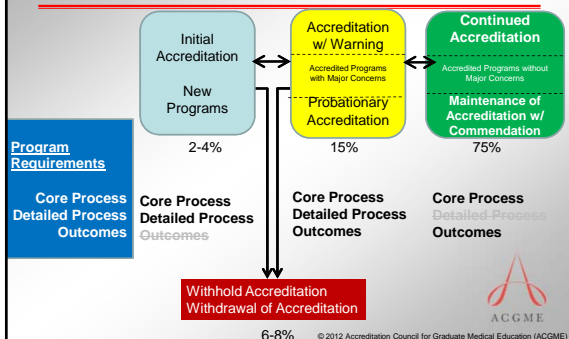 Initial
Accreditation
New
Programs
2-4%
Accreditation
w/ Warning
Accredited Programs
with Major Concerns
Probationary
Accreditation
15%
Continued
Accreditation
Accredited Programs without
Major Concerns
Maintenance of
Accreditation w/
Commendation
75%
Program
Requirements
Core Process
Detailed Process
Outcomes
Core Process
Detailed Process
Outcomes
Core Process
Detailed Process
Outcomes
Core Process
Detailed Process
Outcomes
Withhold Accreditation
Withdrawal of Accreditation
6-8%
ACGME
© 2012 Accreditation Council for Graduate Medical Education (ACGME)